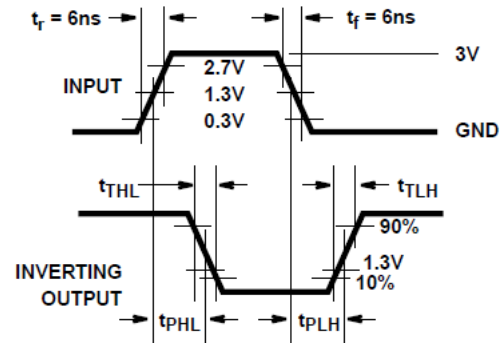 tr = 6ns
tf = 6ns
3V
INPUT
2.7V
1.3V
0.3V
GND
tTHL
tTLH
90%
INVERTING
OUTPUT
1.3V
10%
tPHL
tPLH